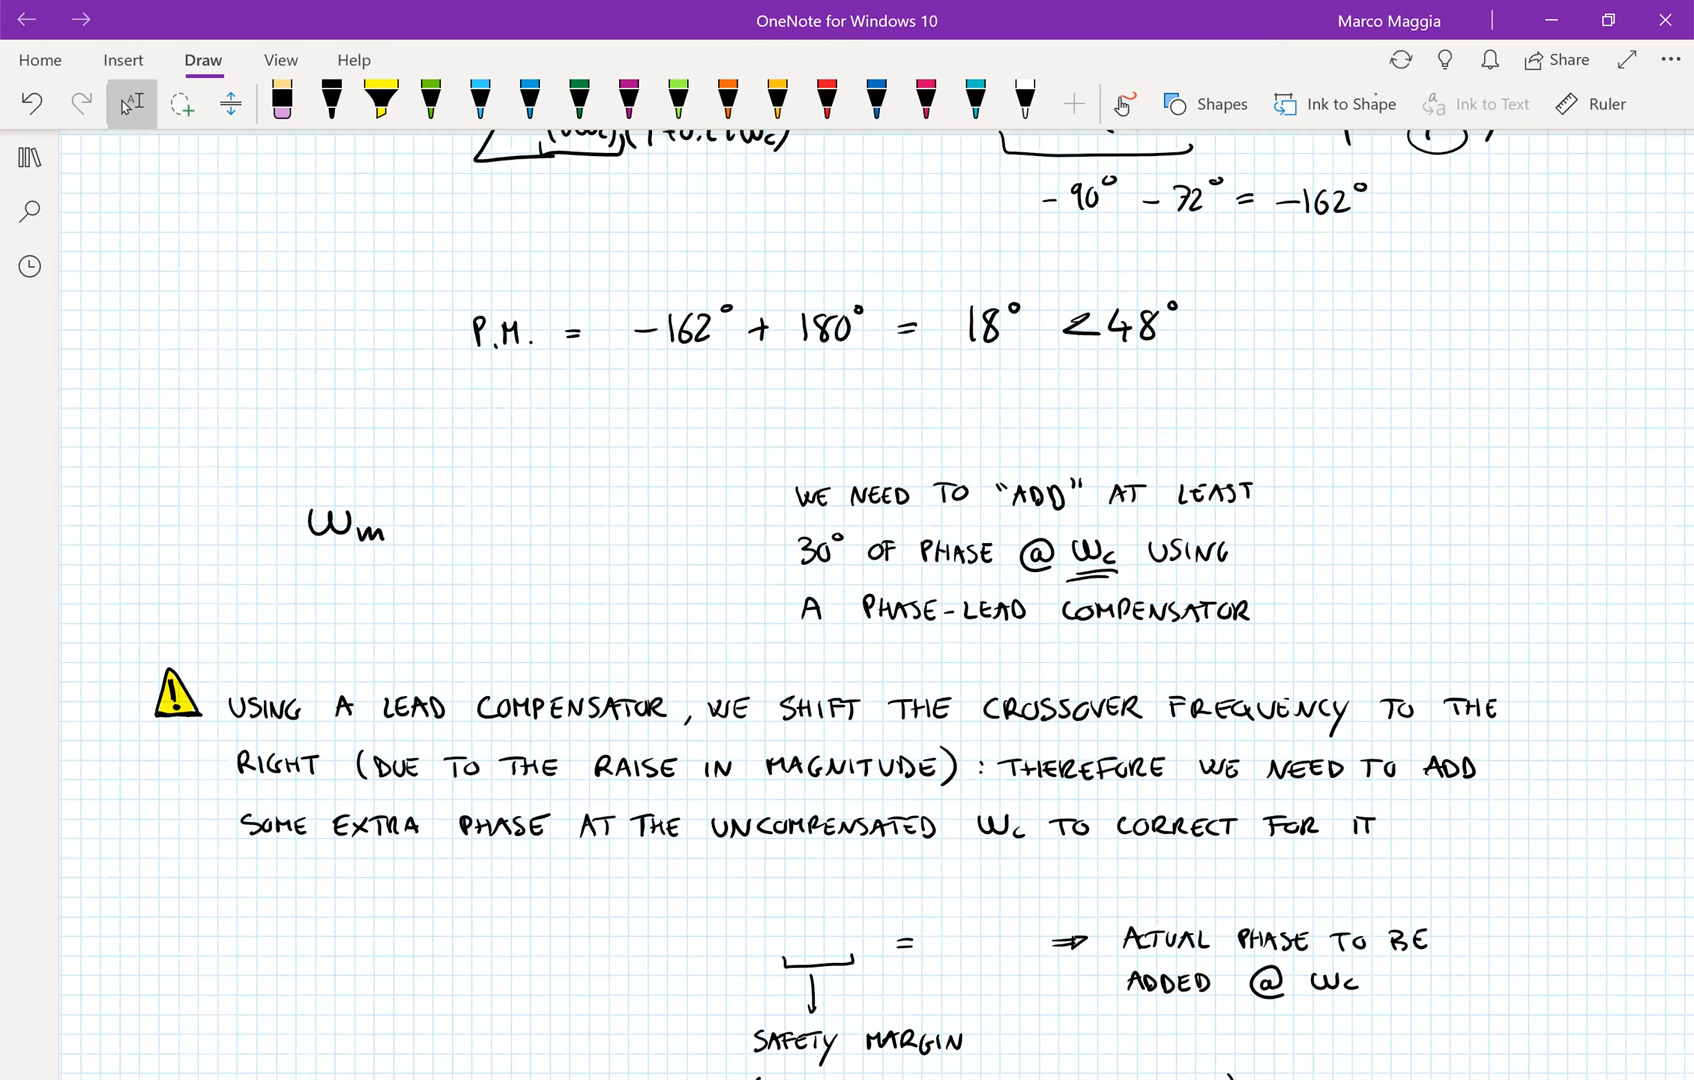 OneNote for Windows 10
Marco Maggia
Home Insert Draw View Help
Share
Shapes
Ink to Shape
Ink to Text
Ruler
- 90° - 72° = -162°
P.M. = -162° + 180° = 18° < 48°
WE NEED TO "ADD" AT LEAST
ωm
30° OF PHASE @ ωc USING
A PHASE-LEAD COMPENSATOR
! USING A LEAD COMPENSATOR, WE SHIFT THE CROSSOVER FREQUENCY TO THE
RIGHT (DUE TO THE RAISE IN MAGNITUDE) : THEREFORE WE NEED TO ADD
SOME EXTRA PHASE AT THE UNCOMPENSATED ωc TO CORRECT FOR IT
= ⇒ ACTUAL PHASE TO BE
ADDED @ ωc
SAFETY MARGIN